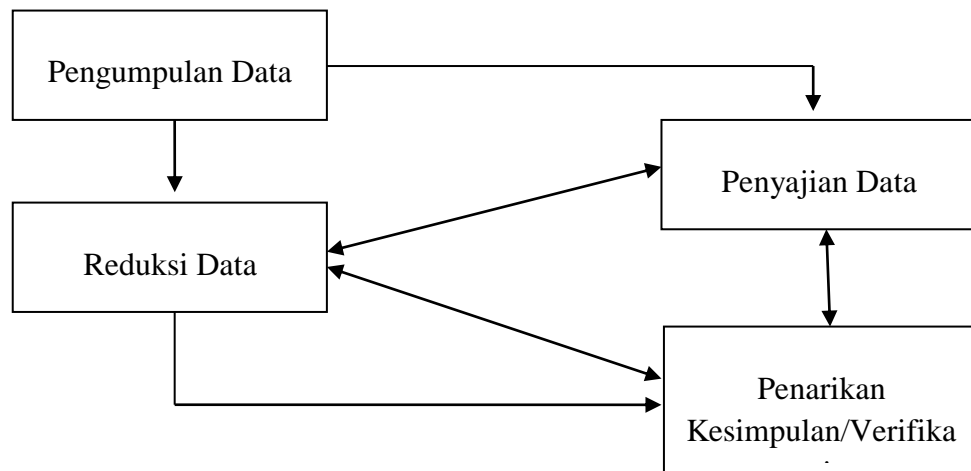 Pengumpulan Data
Penyajian Data
Reduksi Data
Penarikan
Kesimpulan/Verifika